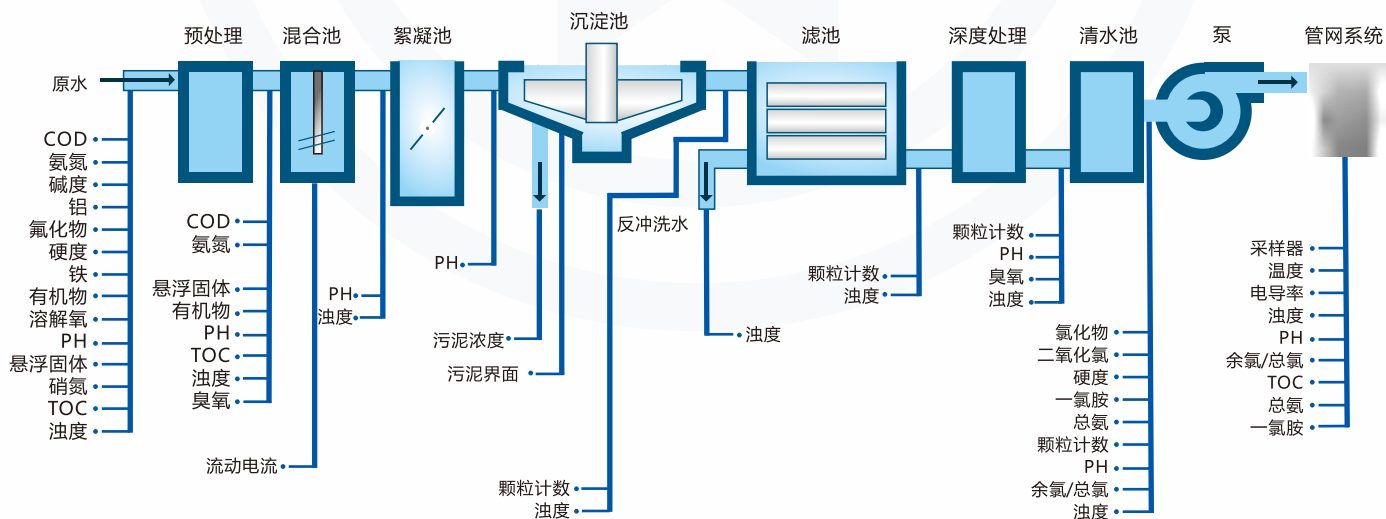 预处理
混合池
絮凝池
沉淀池
滤池
深度处理
清水池
泵
管网系统
原水
COD
氨氮
碱度
铝
氟化物
硬度
铁
有机物
溶解氧
PH
悬浮固体
硝氮
TOC
浊度
COD
氨氮
悬浮固体
有机物
PH
TOC
浊度
臭氧
流动电流
PH
浊度
PH
污泥浓度
污泥界面
颗粒计数
浊度
反冲洗水
浊度
颗粒计数
浊度
颗粒计数
PH
臭氧
浊度
氯化物
二氧化氯
硬度
一氯胺
总氨
颗粒计数
PH
余氯/总氯
浊度
采样器
温度
电导率
浊度
PH
余氯/总氯
TOC
总氨
一氯胺